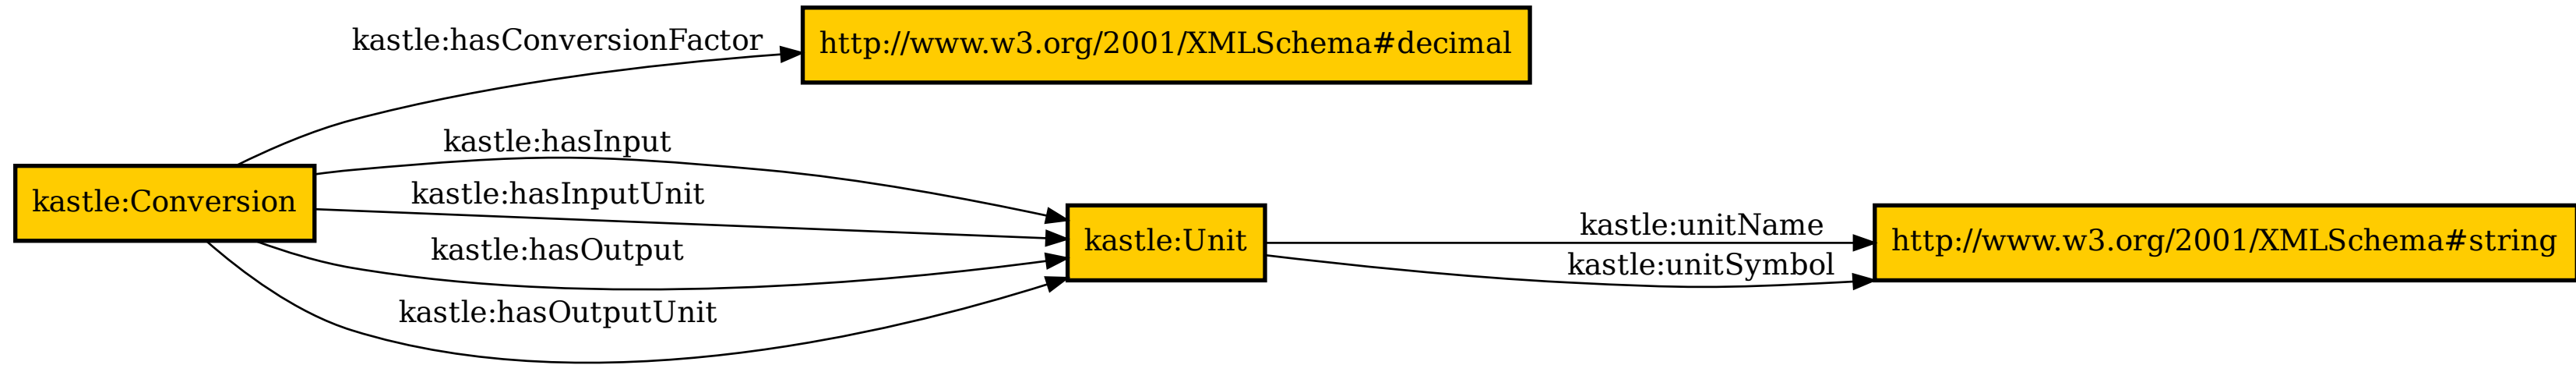 kastle:hasConversionFactor
http://www.w3.org/2001/XMLSchema#decimal
kastle:hasInput
kastle:Conversion
kastle:hasInputUnit
kastle:hasOutput
kastle:hasOutputUnit
kastle:Unit
kastle:unitName
kastle:unitSymbol
http://www.w3.org/2001/XMLSchema#string